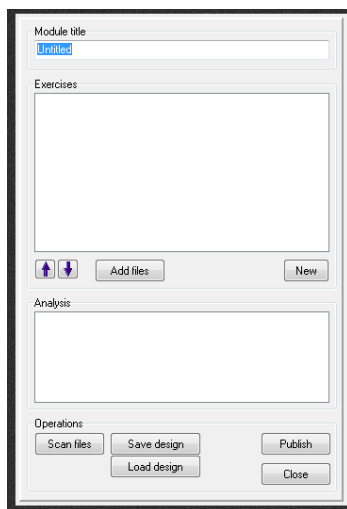 Module title
Untitled
Exercises
Add files
New
Analysis
Operations
Scan files
Save design
Publish
Load design
Close